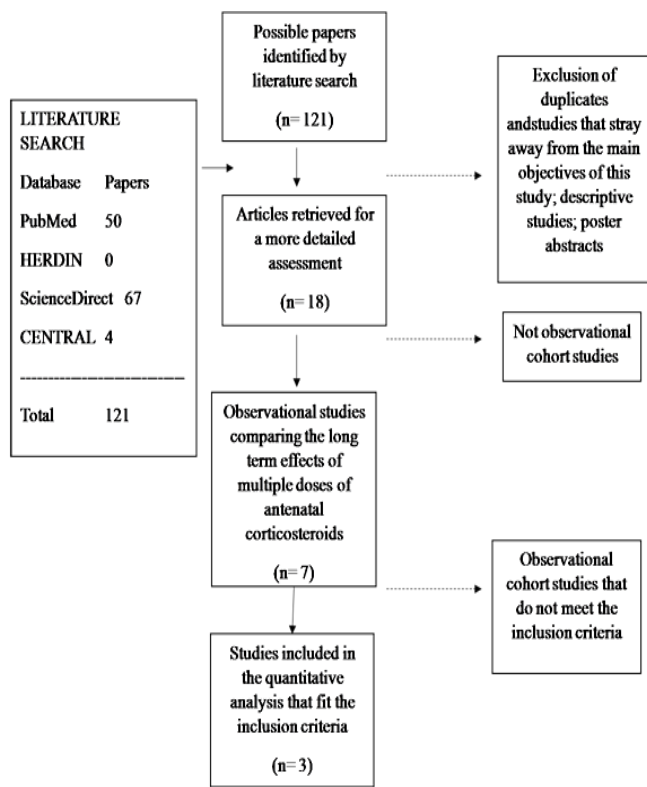 Possible papers
identified by
literature search
(n=121)
Exclusion of
duplicates
andstudies that stray
away from the main
objectives of this
study; descriptive
studies; poster
abstracts
LITERATURE
SEARCH
Database Papers
PubMed 50
HERDIN 0
ScienceDirect 67
CENTRAL 4
-----------------------------
Total 121
Articles retrieved for
a more detailed
assessment
(n=18)
Not observational
cohort studies
Observational studies
comparing the long
term effects of
multiple doses of
antenatal
corticosteroids
(n=7)
Observational
cohort studies that
do not meet the
inclusion criteria
Studies included in
the quantitative
analysis that fit the
inclusion criteria
(n=3)